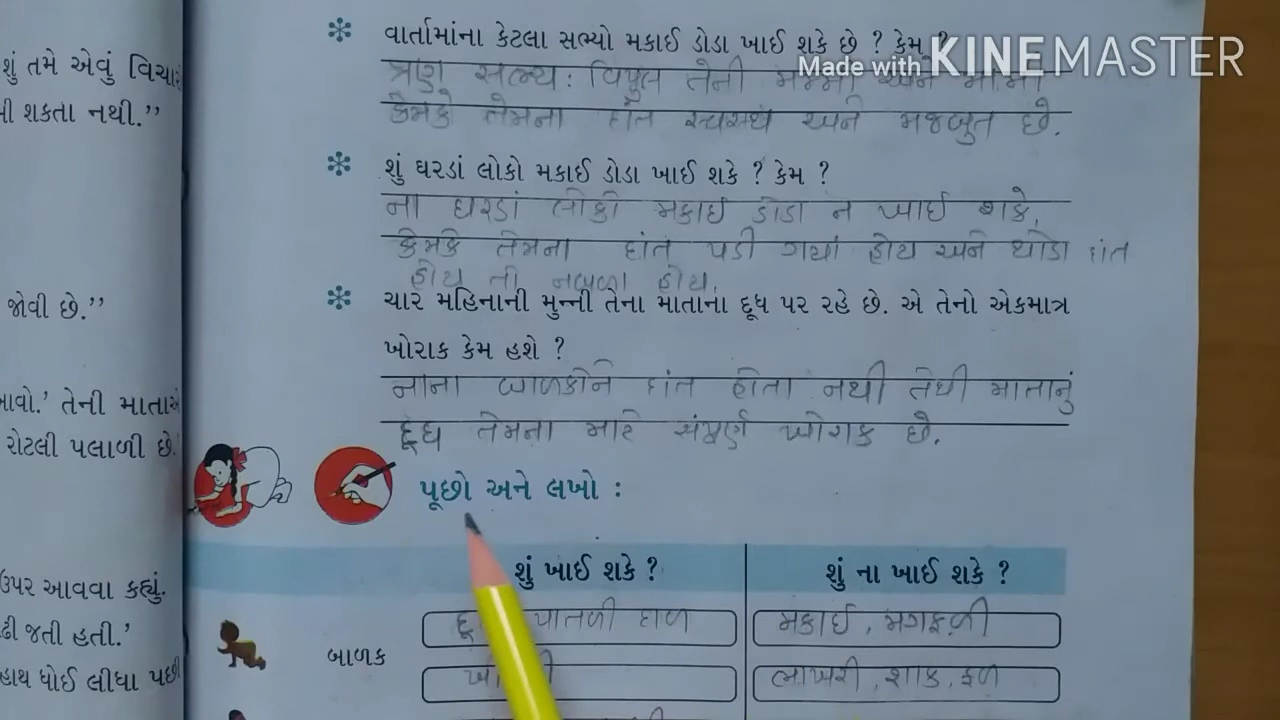 શું તમે એવું વિચાર
ી શકતા નથી.”
જોવી છે.”
આવો.’ તેની માતાએ
રોટલી પલાળી છે.
ઉપર આવવા કહ્યું.
ઢી જતી હતી.’
હાથ ધોઈ લીધા પછી
વાર્તામાંના કેટલા સભ્યો મકાઈ ડોડા ખાઈ શકે છે ? કેમ ?
Made with KINEMASTER
ત્રણ સભ્ય : વિપુલ તેની મમ્મી અને મામા
કેમકે તેમના દાંત સ્વસ્થ અને મજબુત છે.
શું ઘરડાં લોકો મકાઈ ડોડા ખાઈ શકે ? કેમ ?
ના ઘરડાં લોકો મકાઈ ડોડા ન ખાઈ શકે,
કેમકે તેમના દાંત પડી ગયા હોય અને થોડા દાંત
હોય તો નબળા હોય.
ચાર મહિનાની મુન્ની તેના માતાના દૂધ પર રહે છે. એ તેનો એકમાત્ર
ખોરાક કેમ હશે ?
નાના બાળકોને દાંત હોતા નથી તેથી માતાનું
દૂધ તેમના માટે સંપૂર્ણ ખોરાક છે.
પૂછો અને લખો :
શું ખાઈ શકે ? શું ના ખાઈ શકે ?
પાતળી દાળ મકાઈ, મગફળી
બાળક
ભાખરી, શાક, ફળ